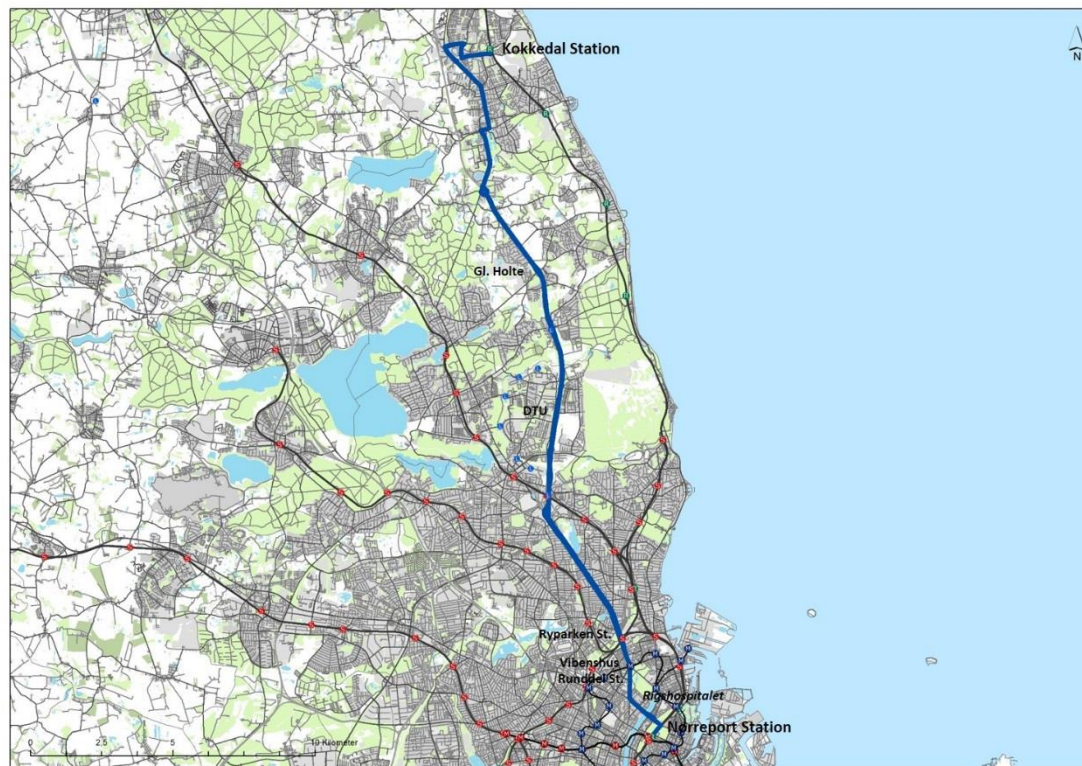 Kokkedal Station
N
Gl. Holte
DTU
Ryparken St.
Vibenshus
Runddel St.
Rigshospitalet
Nørreport Station
0
2.5
5
10 Kilometer